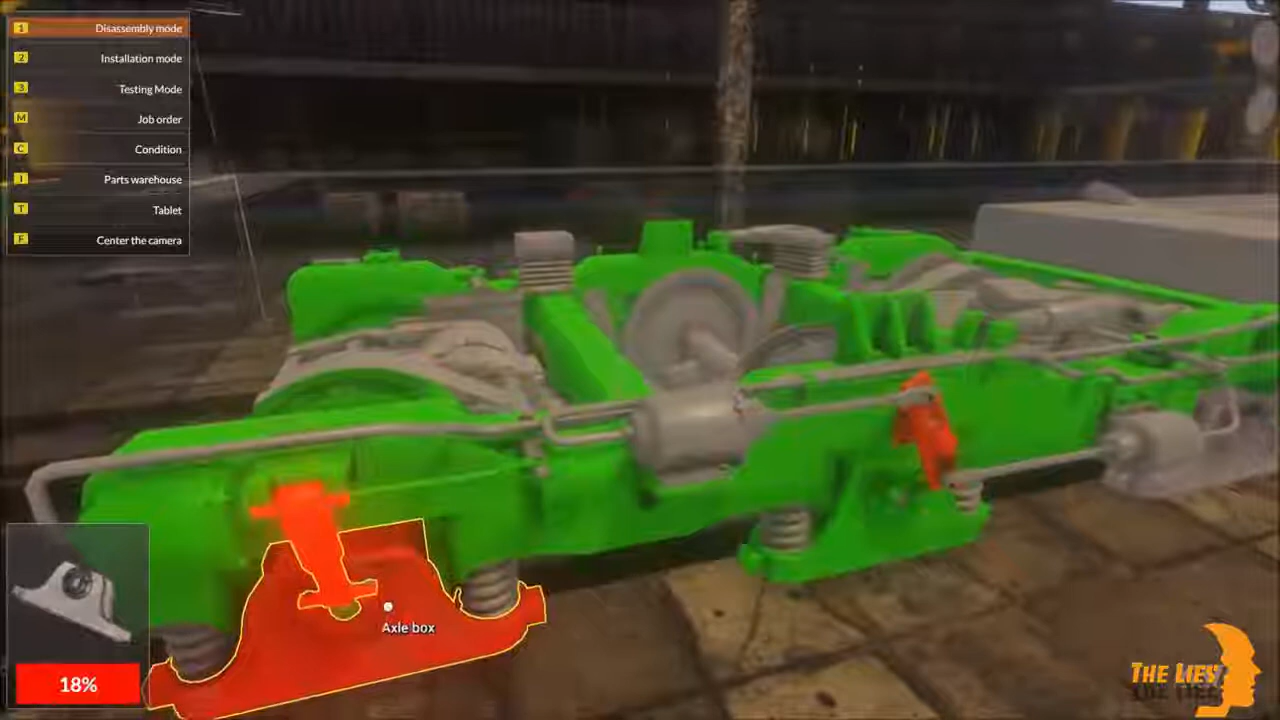 1 Disassembly mode
2 Installation mode
3 Testing Mode
M Job order
C Condition
I Parts warehouse
T Tablet
F Center the camera
Axle box
18%
THE LIES